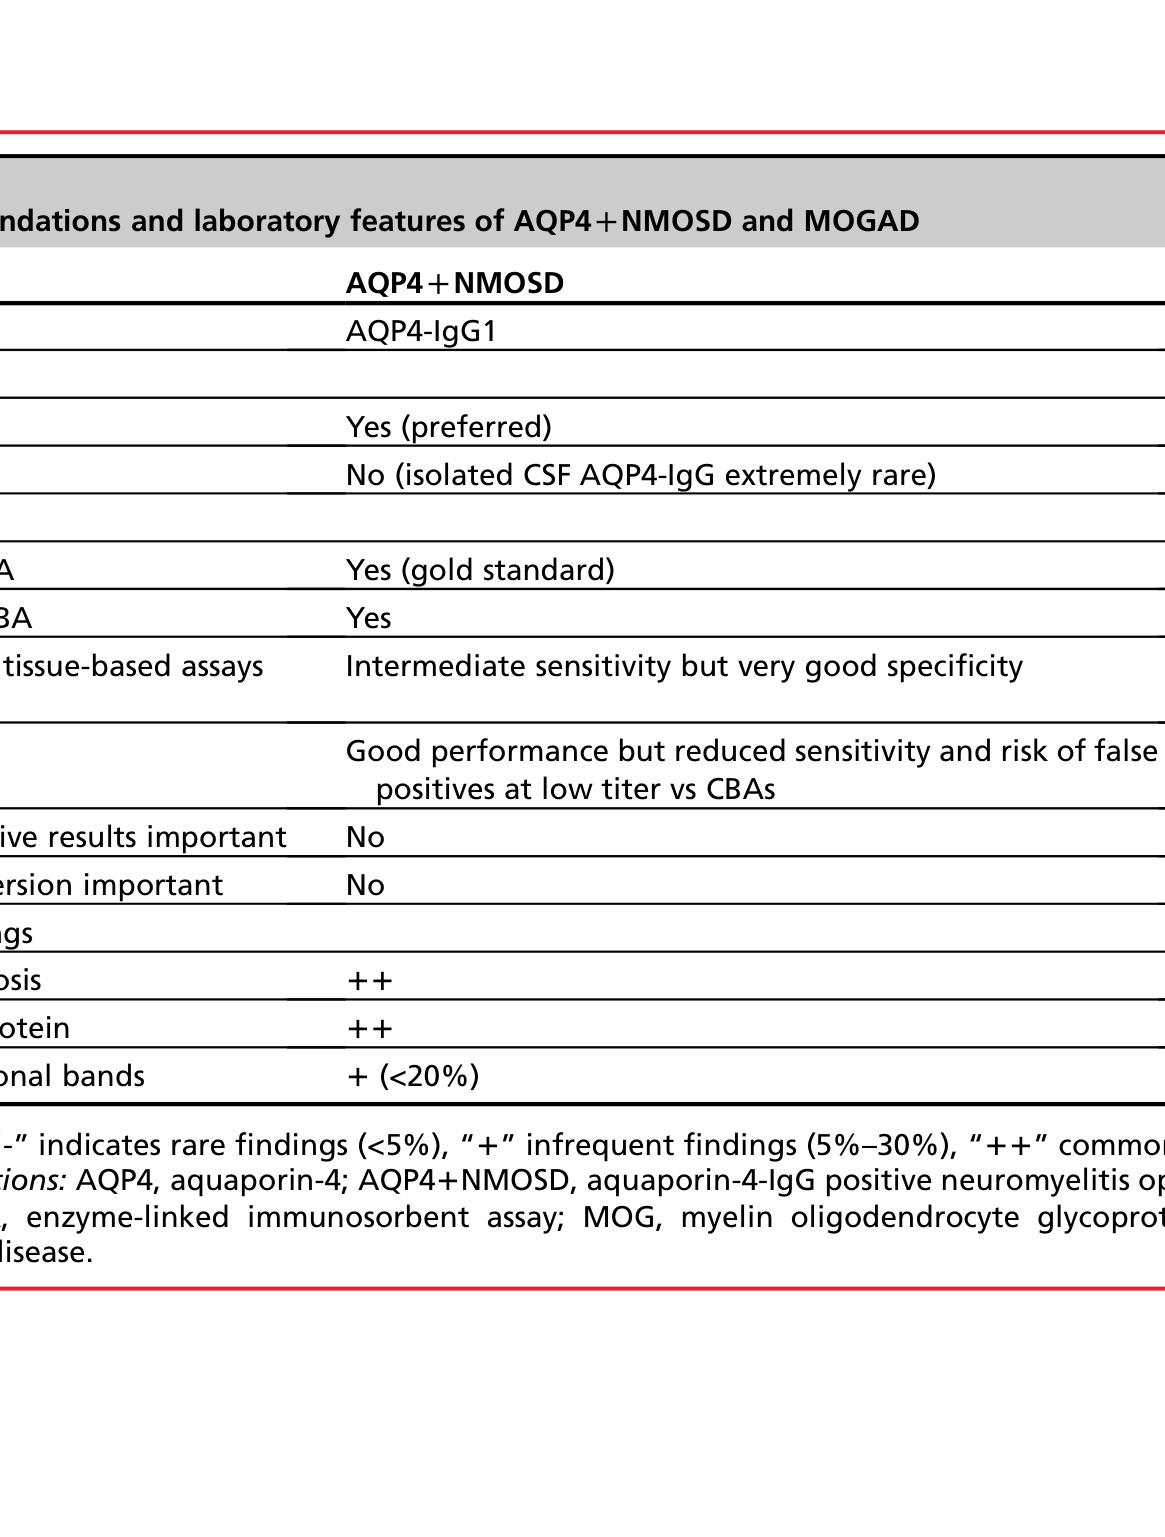 ndations and laboratory features of AQP4+NMOSD and MOGAD
AQP4+NMOSD
AQP4-IgG1
Yes (preferred)
No (isolated CSF AQP4-IgG extremely rare)
A Yes (gold standard)
BA Yes
tissue-based assays Intermediate sensitivity but very good specificity
Good performance but reduced sensitivity and risk of false
positives at low titer vs CBAs
ive results important No
ersion important No
ngs
osis ++
otein ++
onal bands + (<20%)
-” indicates rare findings (<5%), “+” infrequent findings (5%–30%), “++” common
tions: AQP4, aquaporin-4; AQP4+NMOSD, aquaporin-4-IgG positive neuromyelitis op
, enzyme-linked immunosorbent assay; MOG, myelin oligodendrocyte glycoprot
disease.